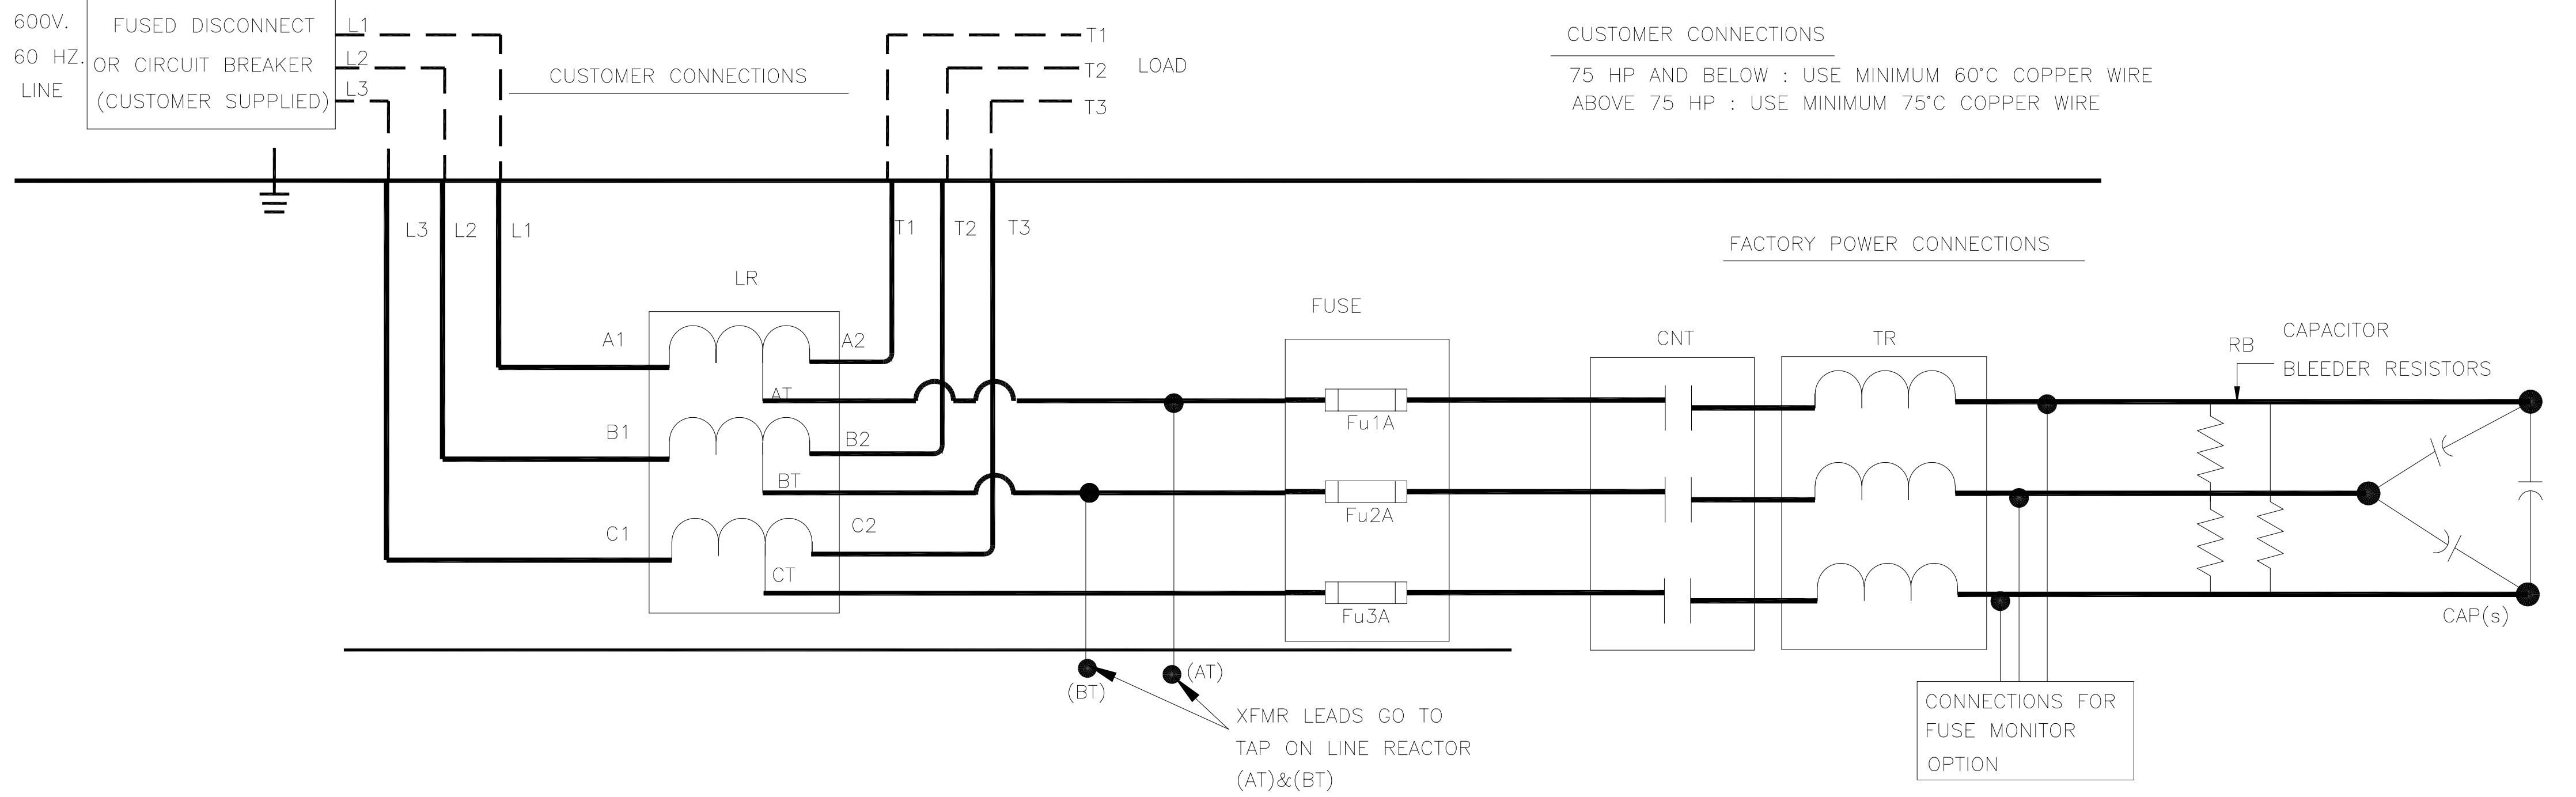 600V.
60 HZ.
LINE
FUSED DISCONNECT
OR CIRCUIT BREAKER
(CUSTOMER SUPPLIED)
L1
L2
L3
CUSTOMER CONNECTIONS
T1
T2
T3
LOAD
CUSTOMER CONNECTIONS
75 HP AND BELOW : USE MINIMUM 60°C COPPER WIRE
ABOVE 75 HP : USE MINIMUM 75°C COPPER WIRE
L3
L2
L1
T1
T2
T3
FACTORY POWER CONNECTIONS
LR
A1
A2
AT
B1
B2
BT
C1
C2
CT
FUSE
Fu1A
Fu2A
Fu3A
CNT
TR
RB
CAPACITOR
BLEEDER RESISTORS
CAP(s)
(BT)
(AT)
XFMR LEADS GO TO
TAP ON LINE REACTOR
(AT)&(BT)
CONNECTIONS FOR
FUSE MONITOR
OPTION